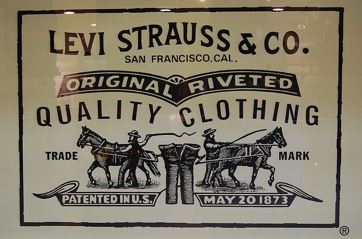 LEVI STRAUSS & CO.
SAN FRANCISCO.CAL.
ORIGINAL RIVETED
QUALITY CLOTHING
TRADE MARK
PATENTED IN U.S. MAY 20 1873
®